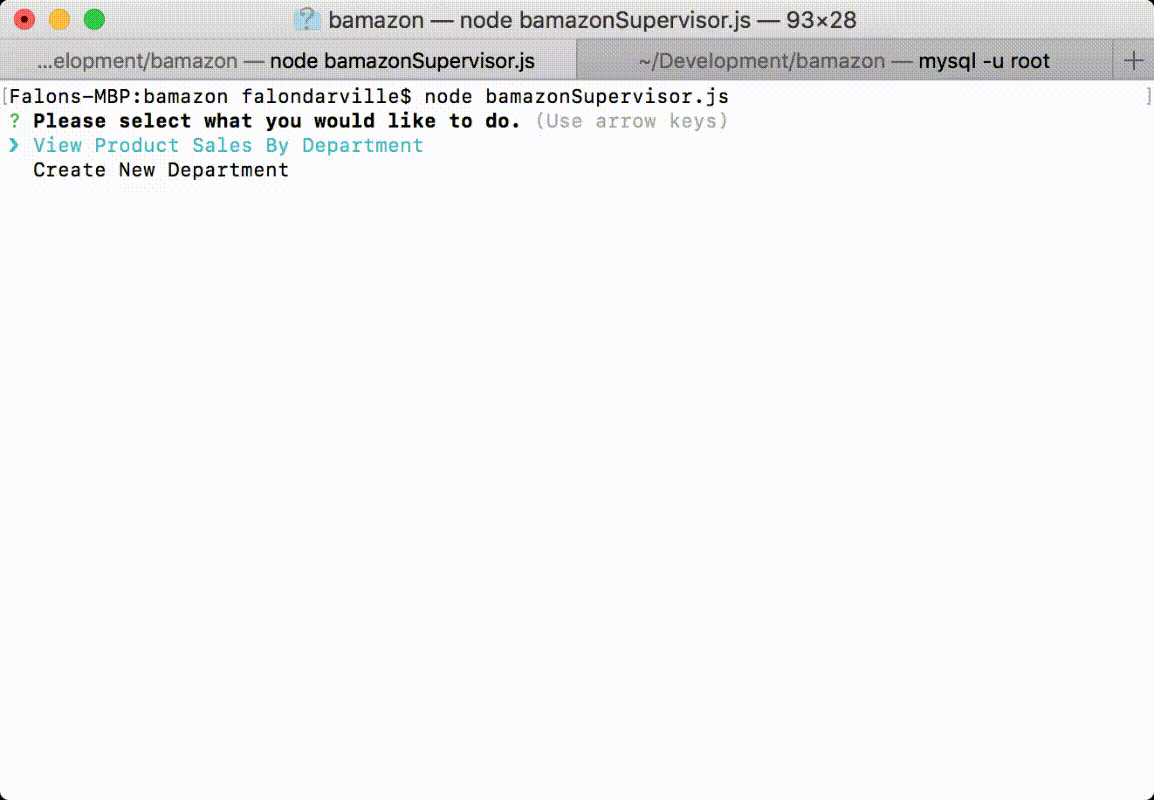 bamazon — node bamazonSupervisor.js — 93×28
...elopment/bamazon — node bamazonSupervisor.js
~/Development/bamazon — mysql -u root
[Falons-MBP:bamazon falondarville$ node bamazonSupervisor.js ]
? Please select what you would like to do. (Use arrow keys)
❯ View Product Sales By Department
Create New Department